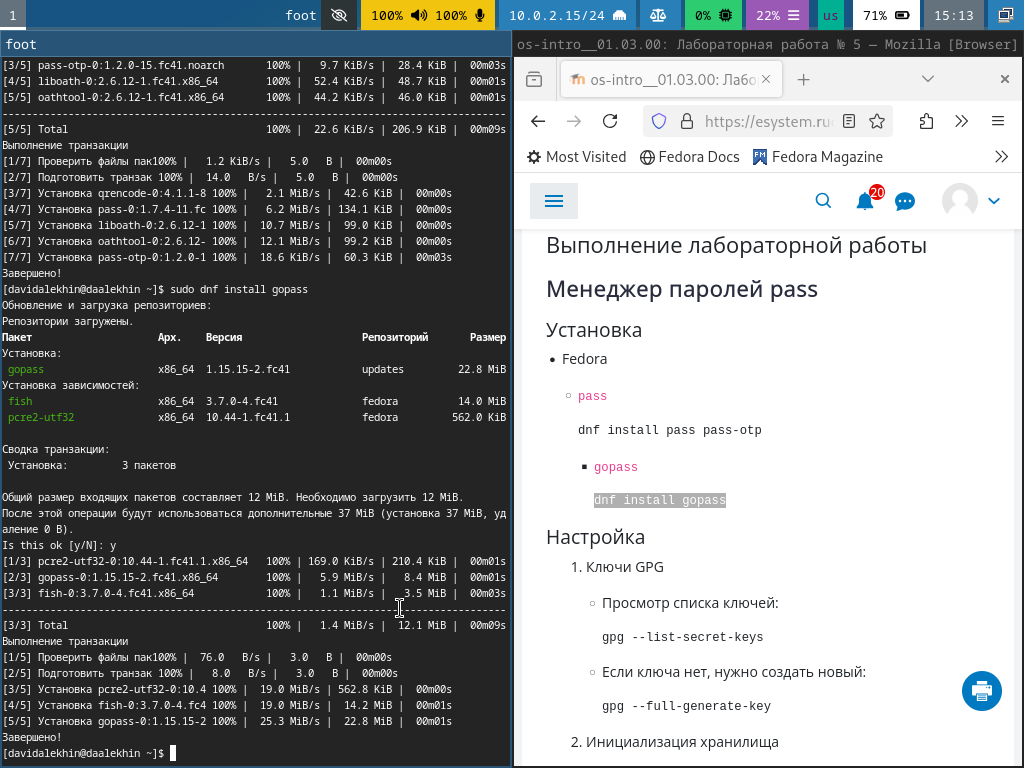 1
foot
100%
100%
10.0.2.15/24
0%
22%
us
71%
15:13
foot
[3/5] pass-otp-0:1.2.0-15.fc41.noarch 100% | 9.7 KiB/s | 28.4 KiB | 00m03s
[4/5] liboath-0:2.6.12-1.fc41.x86_64 100% | 52.4 KiB/s | 48.7 KiB | 00m01s
[5/5] oathtool-0:2.6.12-1.fc41.x86_64 100% | 44.2 KiB/s | 46.0 KiB | 00m01s
--------------------------------------------------------------------------------
[5/5] Total 100% | 22.6 KiB/s | 206.9 KiB | 00m09s
Выполнение транзакции
[1/7] Проверить файлы пак100% | 1.2 KiB/s | 5.0 B | 00m00s
[2/7] Подготовить транзак 100% | 14.0 B/s | 5.0 B | 00m00s
[3/7] Установка qrencode-0:4.1.1-8 100% | 2.1 MiB/s | 42.6 KiB | 00m00s
[4/7] Установка pass-0:1.7.4-11.fc 100% | 6.2 MiB/s | 134.1 KiB | 00m00s
[5/7] Установка liboath-0:2.6.12-1 100% | 10.7 MiB/s | 99.0 KiB | 00m00s
[6/7] Установка oathtool-0:2.6.12- 100% | 12.1 MiB/s | 99.2 KiB | 00m00s
[7/7] Установка pass-otp-0:1.2.0-1 100% | 18.6 KiB/s | 60.3 KiB | 00m03s
Завершено!
[davidalekhin@daalekhin ~]$ sudo dnf install gopass
Обновление и загрузка репозиториев:
Репозитории загружены.
Пакет Арх. Версия Репозиторий Размер
Установка:
gopass x86_64 1.15.15-2.fc41 updates 22.8 MiB
Установка зависимостей:
fish x86_64 3.7.0-4.fc41 fedora 14.0 MiB
pcre2-utf32 x86_64 10.44-1.fc41.1 fedora 562.0 KiB
Сводка транзакции:
Установка: 3 пакетов
Общий размер входящих пакетов составляет 12 MiB. Необходимо загрузить 12 MiB.
После этой операции будут использоваться дополнительные 37 MiB (установка 37 MiB, уд
аление 0 B).
Is this ok [y/N]: y
[1/3] pcre2-utf32-0:10.44-1.fc41.1.x86_64 100% | 169.0 KiB/s | 210.4 KiB | 00m01s
[2/3] gopass-0:1.15.15-2.fc41.x86_64 100% | 5.9 MiB/s | 8.4 MiB | 00m01s
[3/3] fish-0:3.7.0-4.fc41.x86_64 100% | 1.1 MiB/s | 3.5 MiB | 00m03s
--------------------------------------------------------------------------------
[3/3] Total 100% | 1.4 MiB/s | 12.1 MiB | 00m09s
Выполнение транзакции
[1/5] Проверить файлы пак100% | 76.0 B/s | 3.0 B | 00m00s
[2/5] Подготовить транзак 100% | 8.0 B/s | 3.0 B | 00m00s
[3/5] Установка pcre2-utf32-0:10.4 100% | 19.0 MiB/s | 562.8 KiB | 00m00s
[4/5] Установка fish-0:3.7.0-4.fc4 100% | 19.0 MiB/s | 14.2 MiB | 00m01s
[5/5] Установка gopass-0:1.15.15-2 100% | 25.3 MiB/s | 22.8 MiB | 00m01s
Завершено!
[davidalekhin@daalekhin ~]$
os-intro__01.03.00: Лабораторная работа № 5 — Mozilla [Browser]
os-intro__01.03.00: Лабо
https://esystem.ru
Most Visited
Fedora Docs
Fedora Magazine
20
Выполнение лабораторной работы
Менеджер паролей pass
Установка
• Fedora
pass
dnf install pass pass-otp
gopass
dnf install gopass
Настройка
1. Ключи GPG
Просмотр списка ключей:
gpg --list-secret-keys
Если ключа нет, нужно создать новый:
gpg --full-generate-key
2. Инициализация хранилища